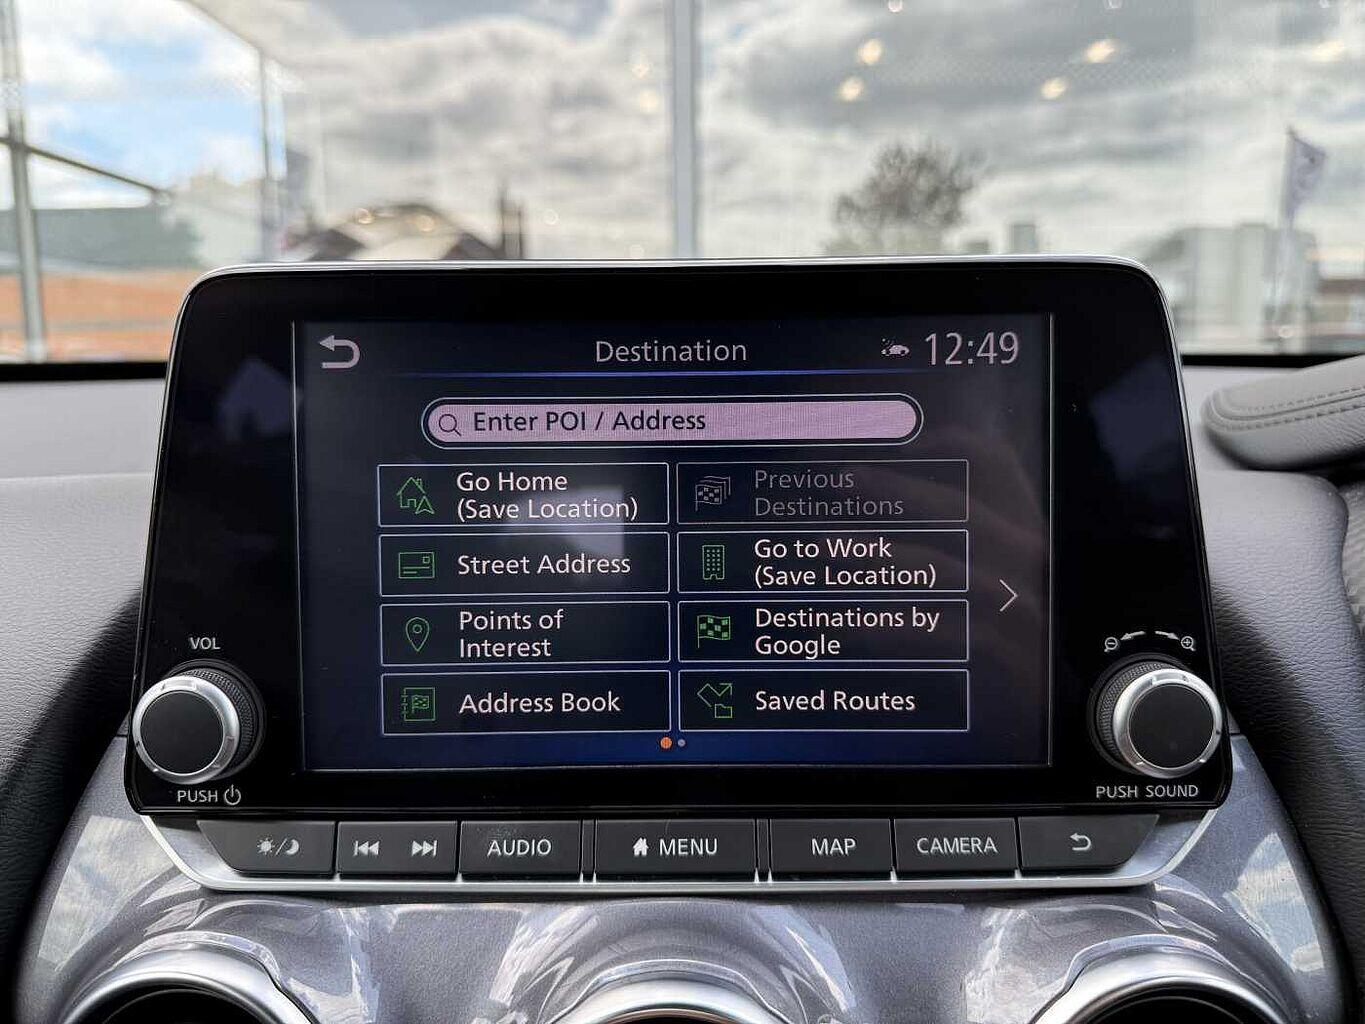 Destination
12:49
Enter POI / Address
Go Home
(Save Location)
Previous
Destinations
Street Address
Go to Work
(Save Location)
Points of
Interest
Destinations by
Google
Address Book
Saved Routes
VOL
PUSH
PUSH SOUND
AUDIO
MENU
MAP
CAMERA